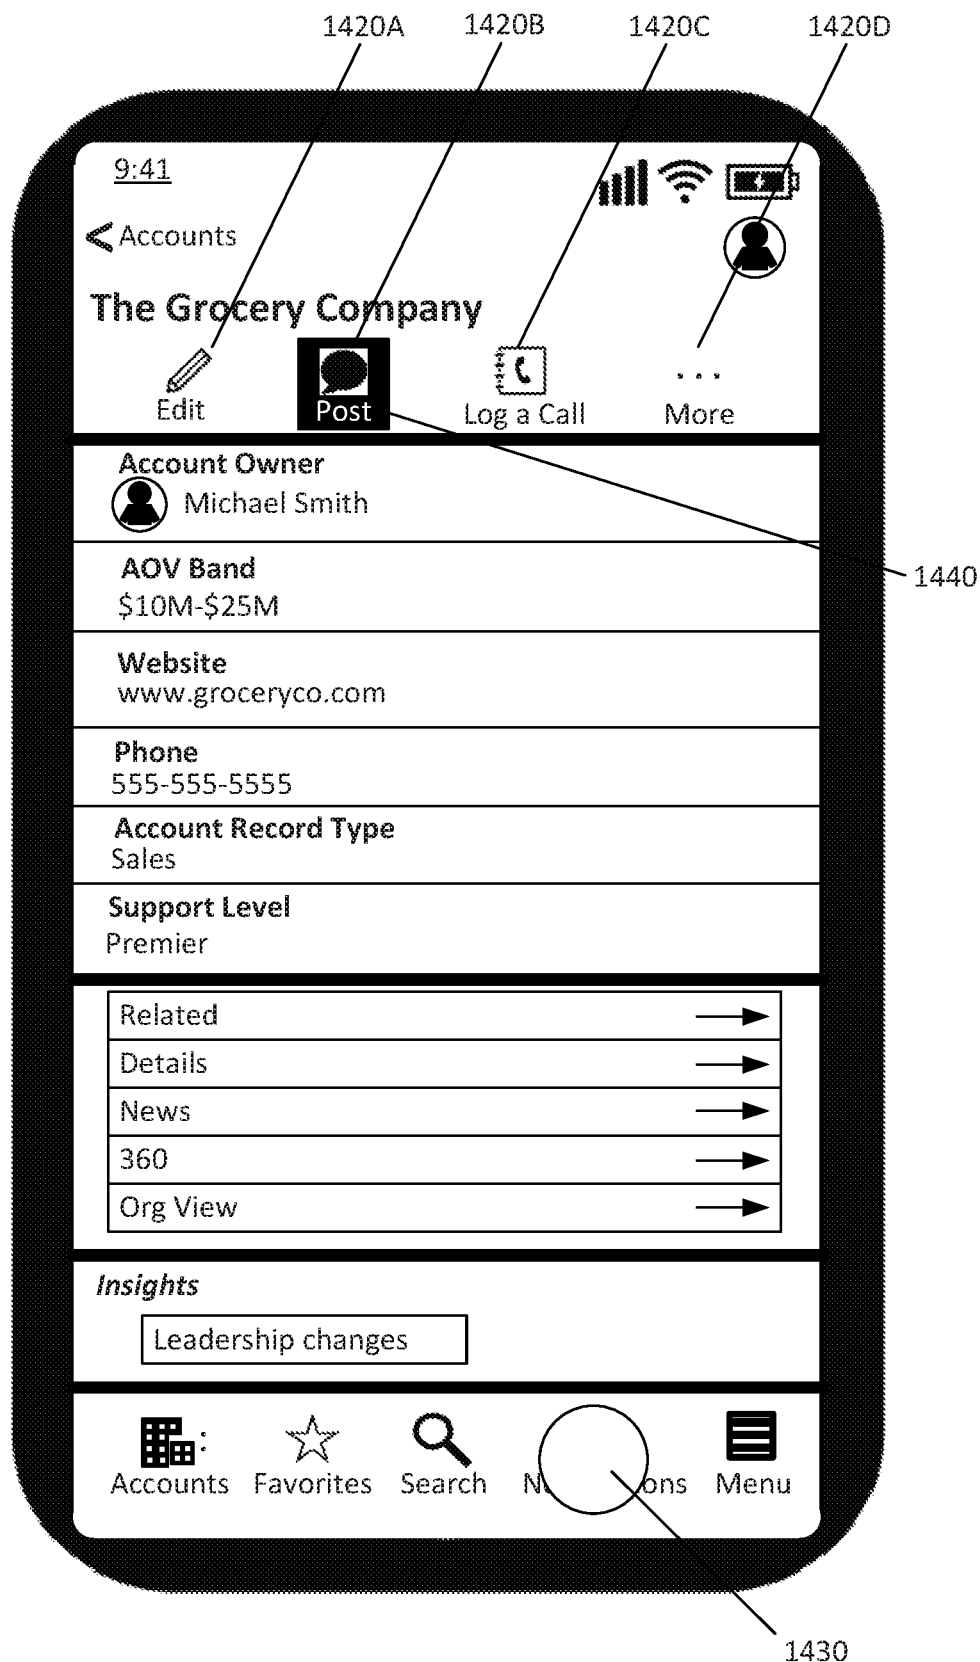 1420A 1420B 1420C 1420D
9:41
< Accounts
The Grocery Company
Edit Post Log a Call More
Account Owner
Michael Smith
AOV Band
1440
$10M-$25M
Website
www.groceryco.com
Phone
555-555-5555
Account Record Type
Sales
Support Level
Premier
Related
Details
News
360
Org View
Insights
Leadership changes
Accounts Favorites Search Menu
1430